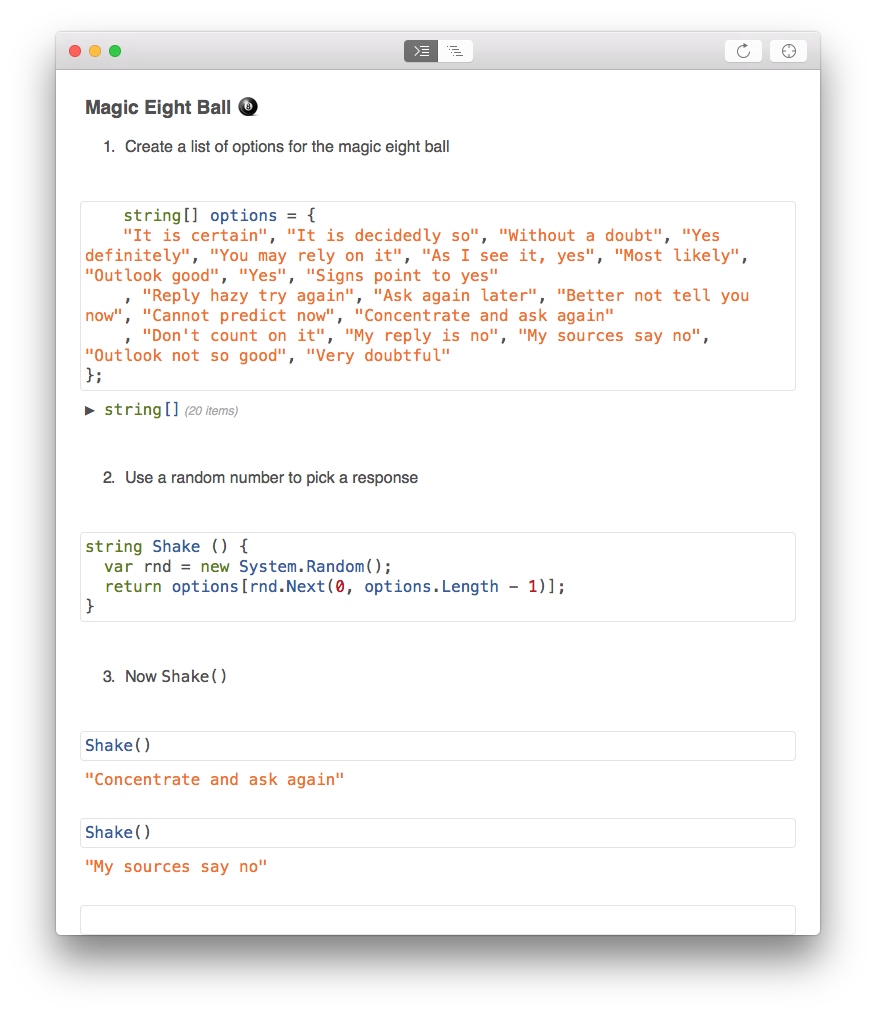 Magic Eight Ball 🎱
1. Create a list of options for the magic eight ball
string[] options = {
"It is certain", "It is decidedly so", "Without a doubt", "Yes
definitely", "You may rely on it", "As I see it, yes", "Most likely",
"Outlook good", "Yes", "Signs point to yes"
, "Reply hazy try again", "Ask again later", "Better not tell you
now", "Cannot predict now", "Concentrate and ask again"
, "Don't count on it", "My reply is no", "My sources say no",
"Outlook not so good", "Very doubtful"
};
▶ string[] (20 items)
2. Use a random number to pick a response
string Shake () {
var rnd = new System.Random();
return options[rnd.Next(0, options.Length - 1)];
}
3. Now Shake()
Shake()
"Concentrate and ask again"
Shake()
"My sources say no"